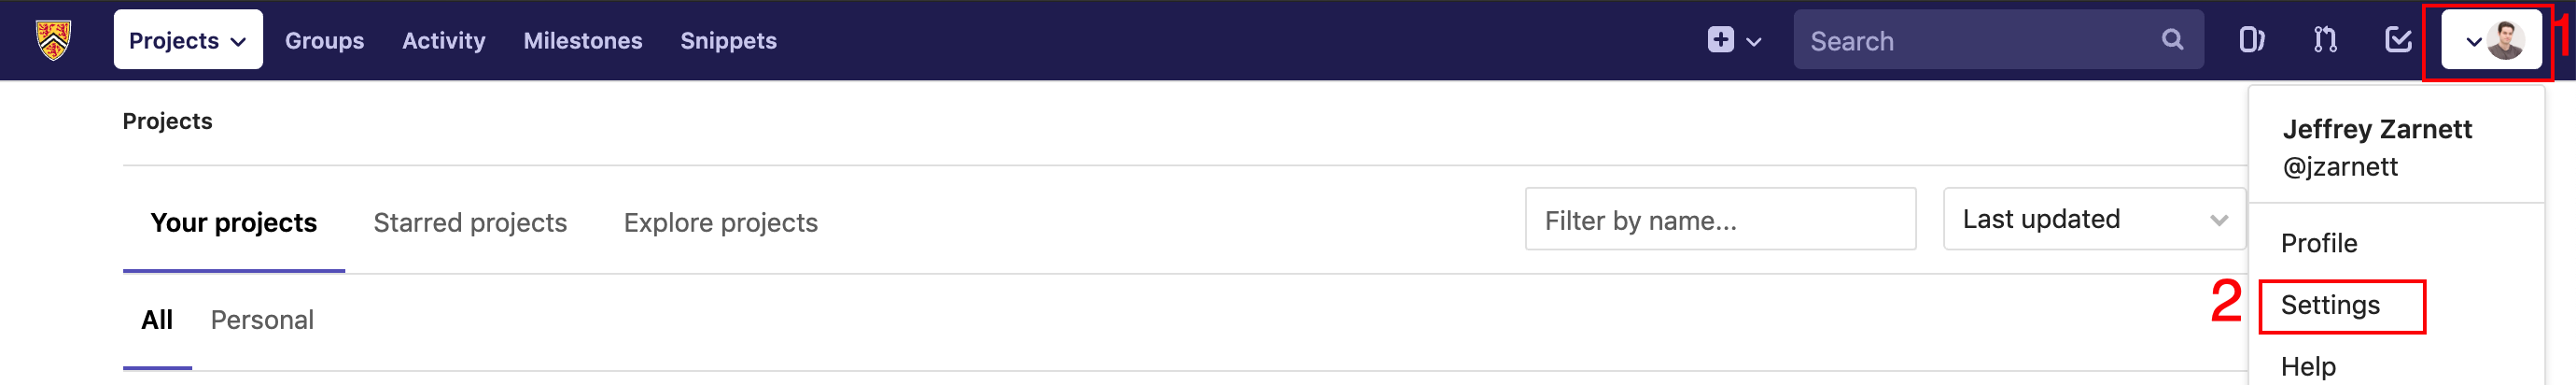 Projects Groups Activity Milestones Snippets Search 1
Projects
Jeffrey Zarnett
@jzarnett
Your projects Starred projects Explore projects Filter by name... Last updated
Profile
2 Settings
All Personal
Help